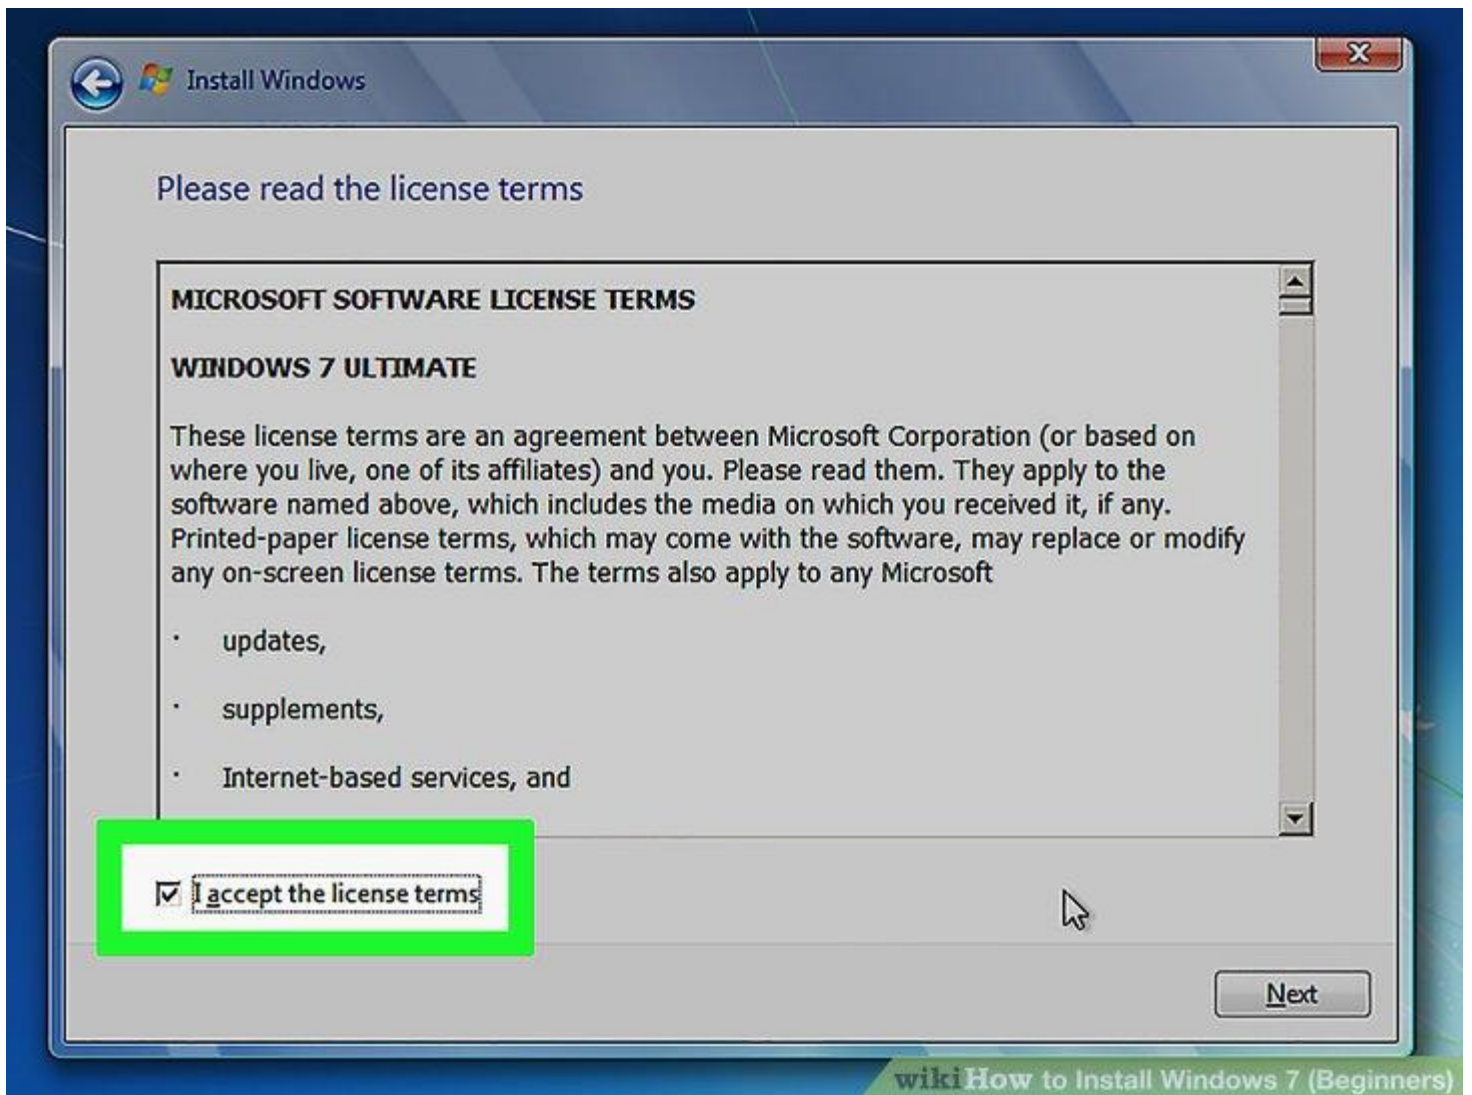 Install Windows
Please read the license terms
MICROSOFT SOFTWARE LICENSE TERMS
WINDOWS 7 ULTIMATE
These license terms are an agreement between Microsoft Corporation (or based on
where you live, one of its affiliates) and you. Please read them. They apply to the
software named above, which includes the media on which you received it, if any.
Printed-paper license terms, which may come with the software, may replace or modify
any on-screen license terms. The terms also apply to any Microsoft
· updates,
· supplements,
· Internet-based services, and
I accept the license terms
Next
wikiHow to Install Windows 7 (Beginners)